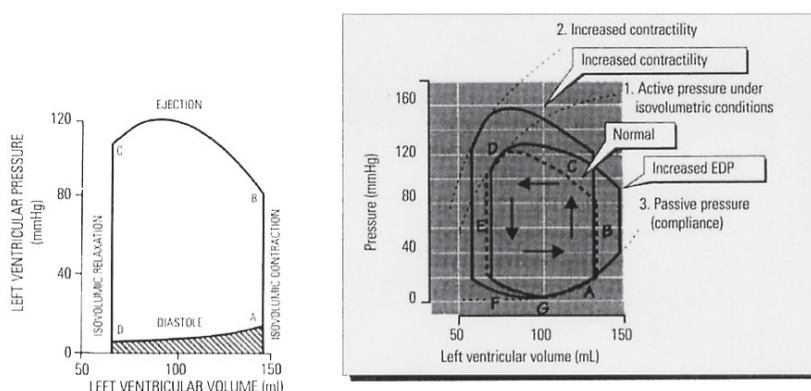 EJECTION
120
80
40
0
C
B
D
A
DIASTOLE
LEFT VENTRICULAR PRESSURE
(mmHg)
ISOVOLUMIC RELAXATION
ISOVOLUMIC CONTRACTION
50
100
150
LEFT VENTRICULAR VOLUME (ml)
2. Increased contractility
Increased contractility
1. Active pressure under
isovolumetric conditions
Normal
Increased EDP
3. Passive pressure
(compliance)
160
120
80
40
0
Pressure (mmHg)
D
C
E
B
F
G
A
50
100
150
Left ventricular volume (mL)